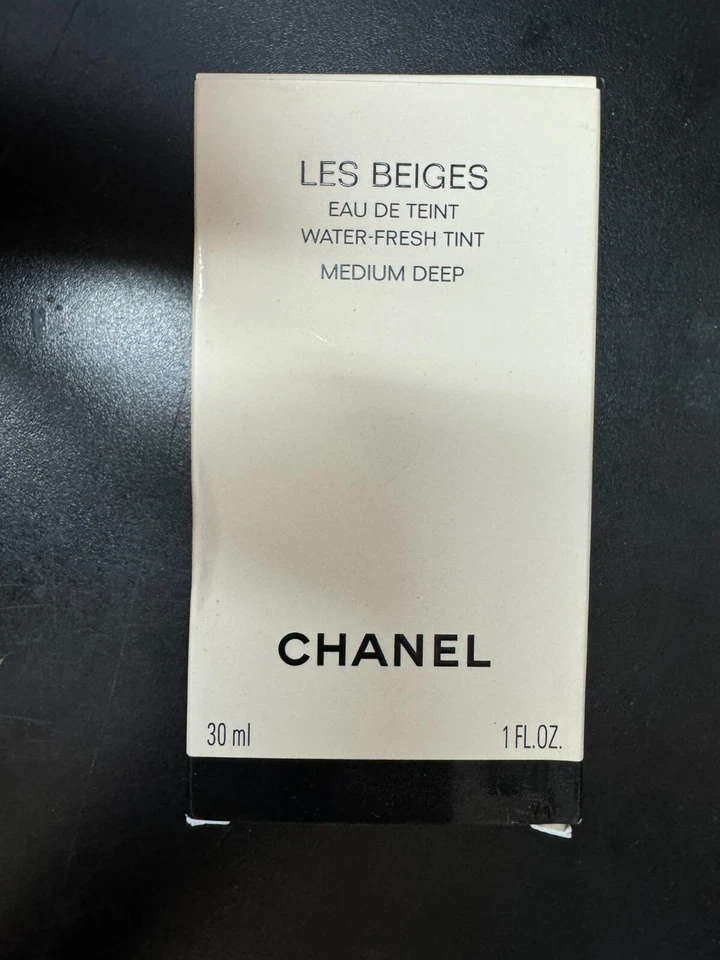 LES BEIGES
EAU DE TEINT
WATER-FRESH TINT
MEDIUM DEEP
CHANEL
30 ml 1 FL.OZ.